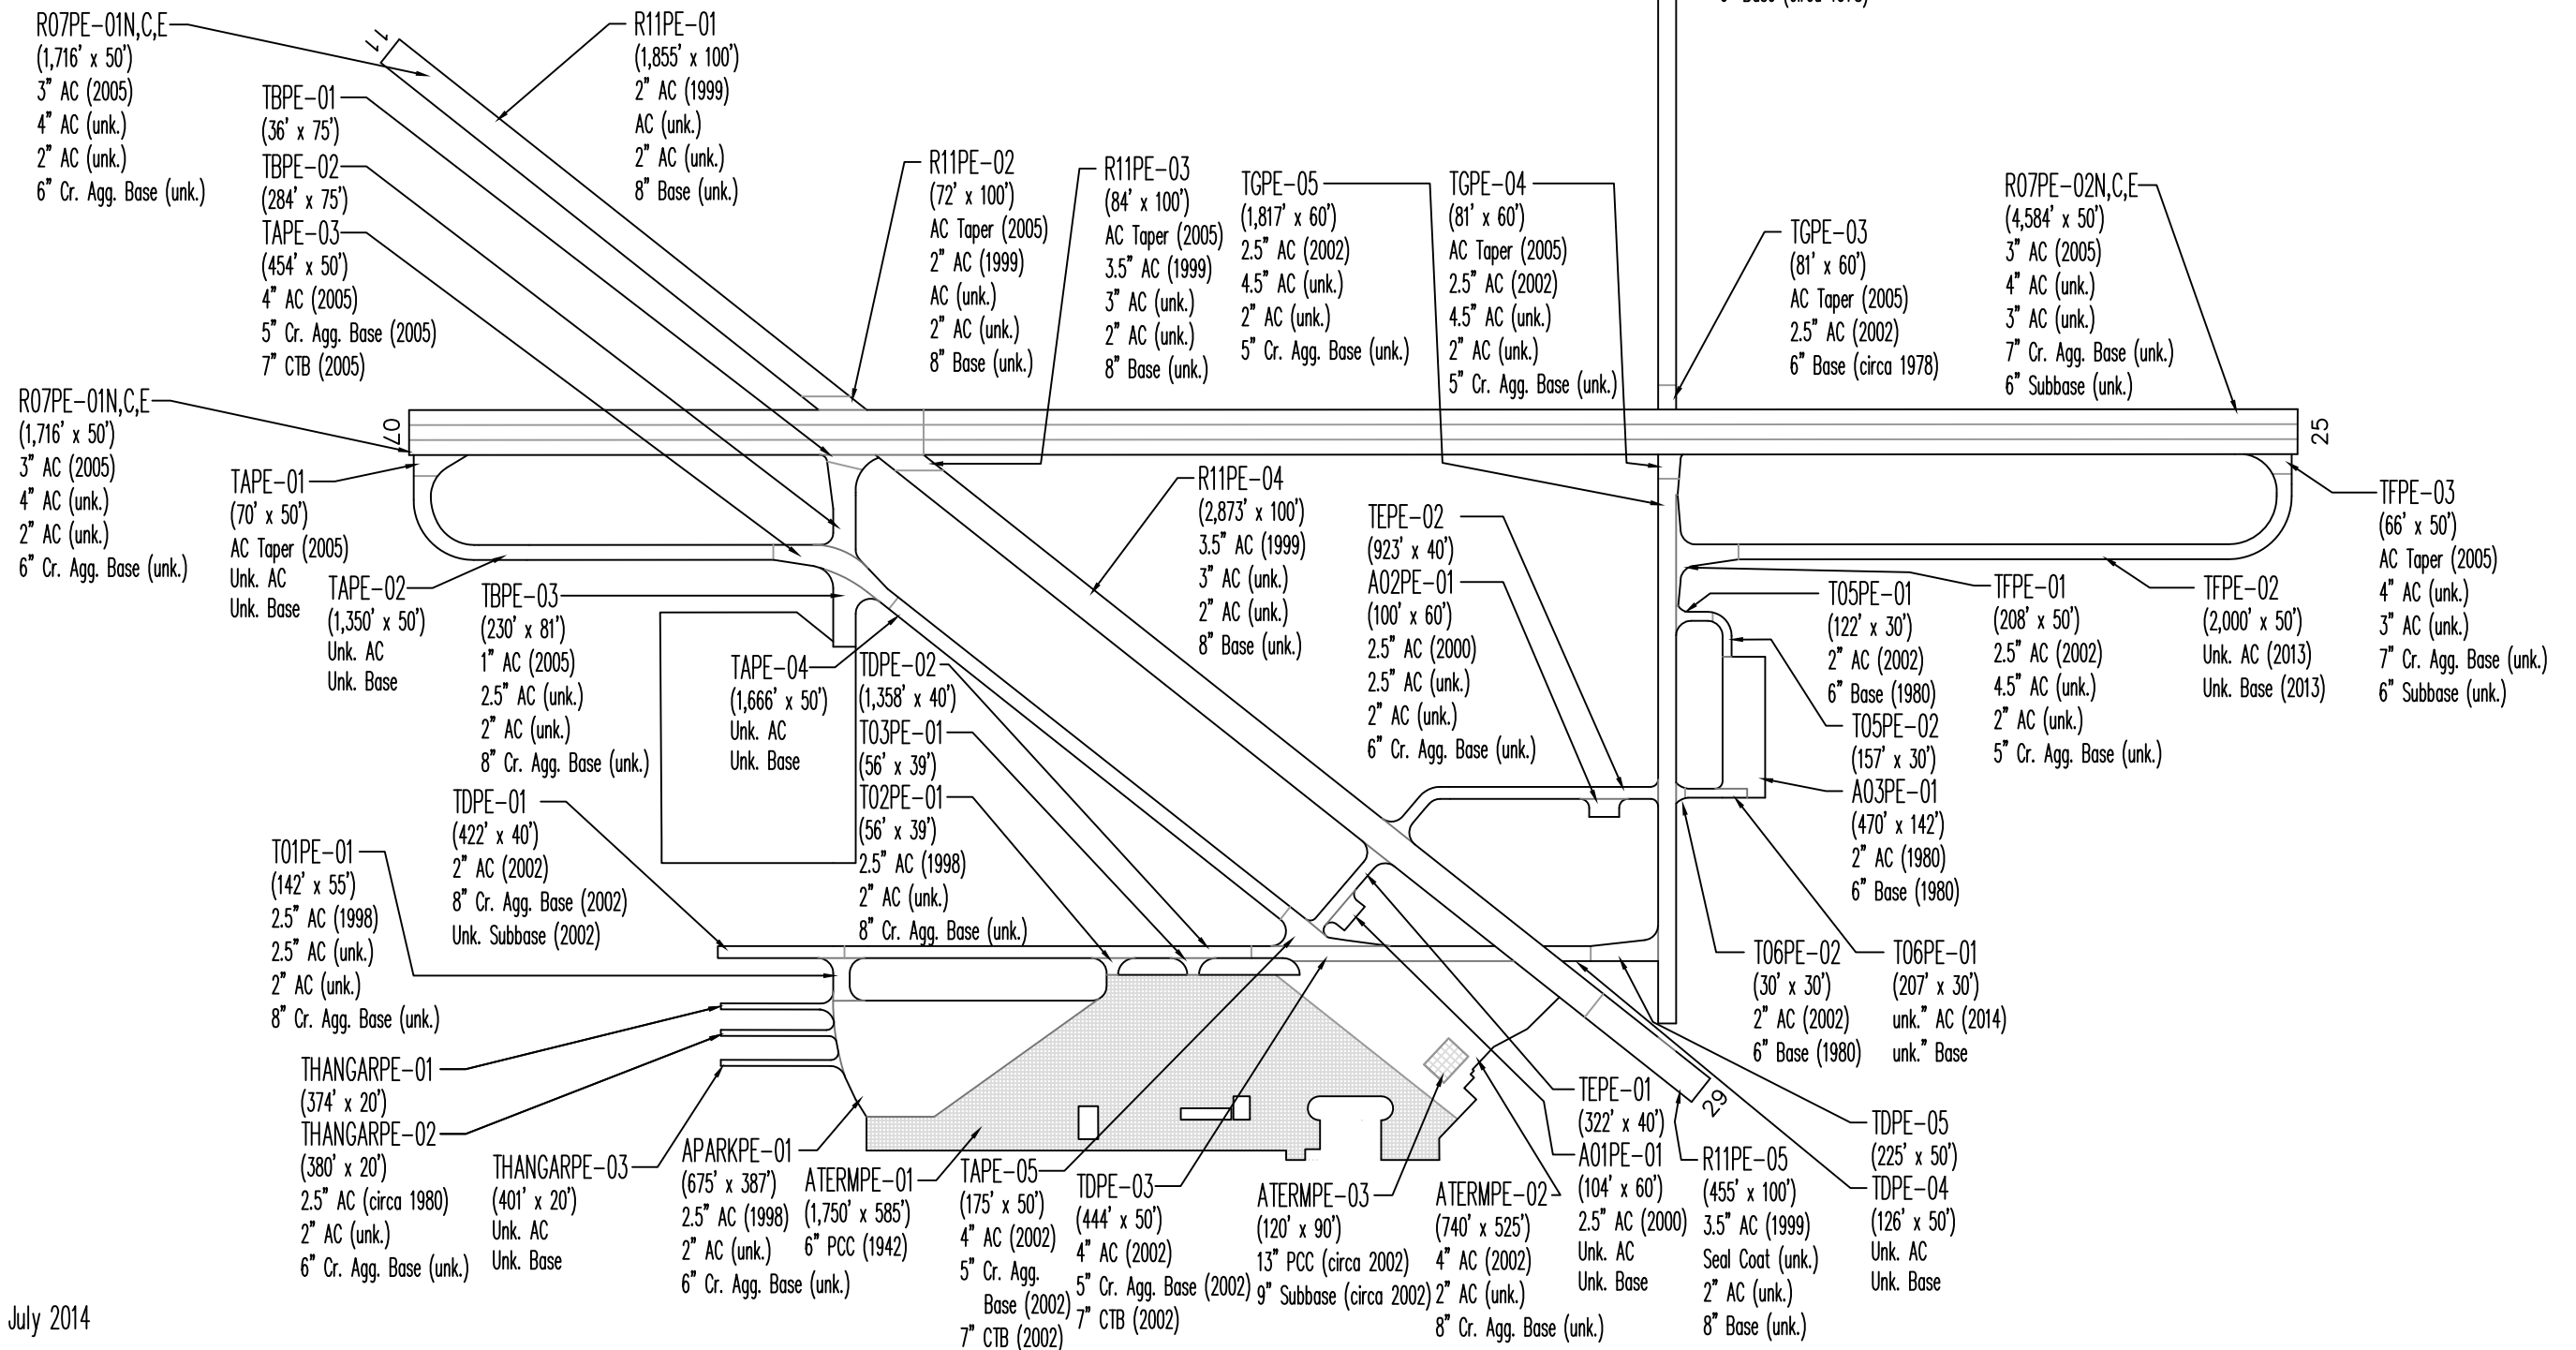 6" Base (circa 1978)
R07PE-01N,C,E
(1,716' x 50')
3" AC (2005)
4" AC (unk.)
2" AC (unk.)
6" Cr. Agg. Base (unk.)
11
R11PE-01
(1,855' x 100')
2" AC (1999)
AC (unk.)
2" AC (unk.)
8" Base (unk.)
TBPE-01
(36' x 75')
TBPE-02
(284' x 75')
TAPE-03
(454' x 50')
4" AC (2005)
5" Cr. Agg. Base (2005)
7" CTB (2005)
R11PE-02
(72' x 100')
AC Taper (2005)
2" AC (1999)
AC (unk.)
2" AC (unk.)
8" Base (unk.)
R11PE-03
(84' x 100')
AC Taper (2005)
3.5" AC (1999)
3" AC (unk.)
2" AC (unk.)
8" Base (unk.)
TGPE-05
(1,817' x 60')
2.5" AC (2002)
4.5" AC (unk.)
2" AC (unk.)
5" Cr. Agg. Base (unk.)
TGPE-04
(81' x 60')
AC Taper (2005)
2.5" AC (2002)
4.5" AC (unk.)
2" AC (unk.)
5" Cr. Agg. Base (unk.)
TGPE-03
(81' x 60')
AC Taper (2005)
2.5" AC (2002)
6" Base (circa 1978)
R07PE-02N,C,E
(4,584' x 50')
3" AC (2005)
4" AC (unk.)
3" AC (unk.)
7" Cr. Agg. Base (unk.)
6" Subbase (unk.)
R07PE-01N,C,E
(1,716' x 50')
3" AC (2005)
4" AC (unk.)
2" AC (unk.)
6" Cr. Agg. Base (unk.)
07
25
TAPE-01
(70' x 50')
AC Taper (2005)
Unk. AC
Unk. Base
TAPE-02
(1,350' x 50')
Unk. AC
Unk. Base
TBPE-03
(230' x 81')
1" AC (2005)
2.5" AC (unk.)
2" AC (unk.)
8" Cr. Agg. Base (unk.)
TAPE-04
(1,666' x 50')
Unk. AC
Unk. Base
TDPE-02
(1,358' x 40')
T03PE-01
(56' x 39')
T02PE-01
(56' x 39')
2.5" AC (1998)
2" AC (unk.)
8" Cr. Agg. Base (unk.)
R11PE-04
(2,873' x 100')
3.5" AC (1999)
3" AC (unk.)
2" AC (unk.)
8" Base (unk.)
TEPE-02
(923' x 40')
A02PE-01
(100' x 60')
2.5" AC (2000)
2.5" AC (unk.)
2" AC (unk.)
6" Cr. Agg. Base (unk.)
T05PE-01
(122' x 30')
2" AC (2002)
6" Base (1980)
T05PE-02
(157' x 30')
A03PE-01
(470' x 142')
2" AC (1980)
6" Base (1980)
TFPE-01
(208' x 50')
2.5" AC (2002)
4.5" AC (unk.)
2" AC (unk.)
5" Cr. Agg. Base (unk.)
TFPE-02
(2,000' x 50')
Unk. AC (2013)
Unk. Base (2013)
TFPE-03
(66' x 50')
AC Taper (2005)
4" AC (unk.)
3" AC (unk.)
7" Cr. Agg. Base (unk.)
6" Subbase (unk.)
TDPE-01
(422' x 40')
2" AC (2002)
8" Cr. Agg. Base (2002)
Unk. Subbase (2002)
T01PE-01
(142' x 55')
2.5" AC (1998)
2.5" AC (unk.)
2" AC (unk.)
8" Cr. Agg. Base (unk.)
T06PE-02
(30' x 30')
2" AC (2002)
6" Base (1980)
T06PE-01
(207' x 30')
unk." AC (2014)
unk." Base
THANGARPE-01
(374' x 20')
THANGARPE-02
(380' x 20')
2.5" AC (circa 1980)
2" AC (unk.)
6" Cr. Agg. Base (unk.)
THANGARPE-03
(401' x 20')
Unk. AC
Unk. Base
APARKPE-01
(675' x 387')
2.5" AC (1998)
2" AC (unk.)
6" Cr. Agg. Base (unk.)
ATERMPE-01
(1,750' x 585')
6" PCC (1942)
TAPE-05
(175' x 50')
4" AC (2002)
5" Cr. Agg.
Base (2002)
7" CTB (2002)
TDPE-03
(444' x 50')
4" AC (2002)
5" Cr. Agg. Base (2002)
7" CTB (2002)
ATERMPE-03
(120' x 90')
13" PCC (circa 2002)
9" Subbase (circa 2002)
ATERMPE-02
(740' x 525')
4" AC (2002)
2" AC (unk.)
8" Cr. Agg. Base (unk.)
TEPE-01
(322' x 40')
A01PE-01
(104' x 60')
2.5" AC (2000)
Unk. AC
Unk. Base
29
R11PE-05
(455' x 100')
3.5" AC (1999)
Seal Coat (unk.)
2" AC (unk.)
8" Base (unk.)
TDPE-05
(225' x 50')
TDPE-04
(126' x 50')
Unk. AC
Unk. Base
July 2014